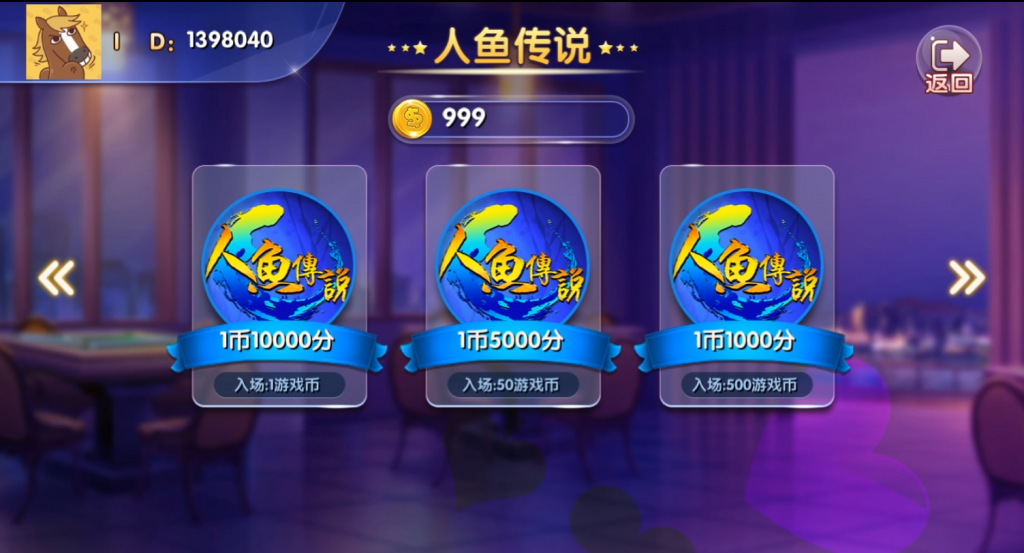 I D: 1398040
人鱼传说
返回
999
人魚傳說
1币10000分
入场:1游戏币
人魚傳說
1币5000分
入场:50游戏币
人魚傳說
1币1000分
入场:500游戏币